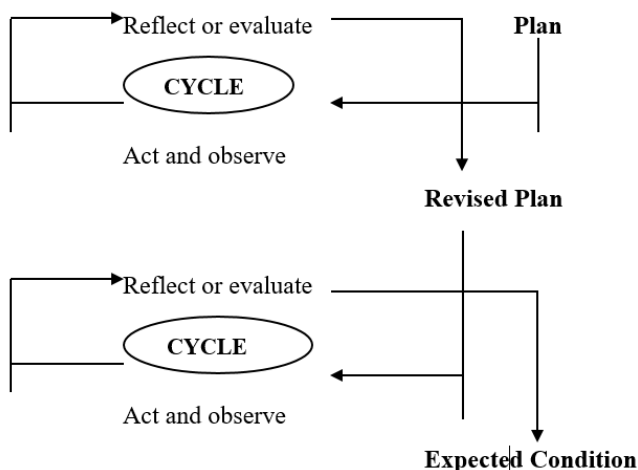 Reflect or evaluate
Plan
CYCLE
Act and observe
Revised Plan
Reflect or evaluate
CYCLE
Act and observe
Expected Condition